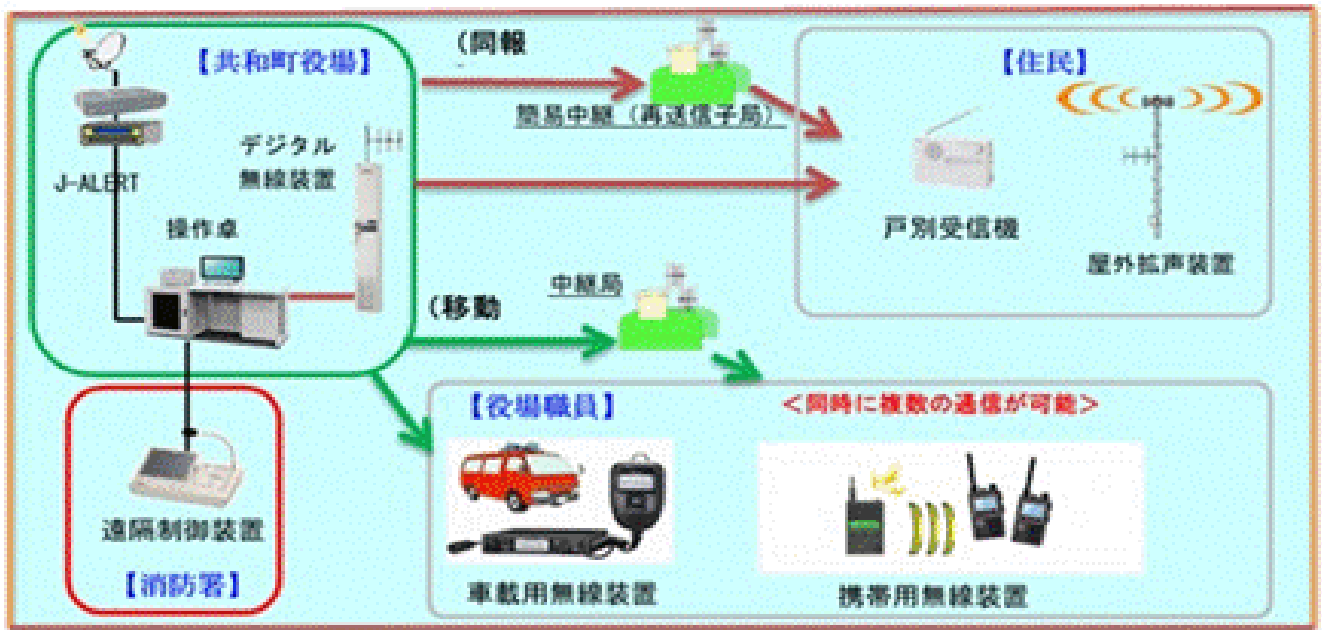 【共和町役場】
J-ALERT
デジタル
無線装置
操作卓
(同報
簡易中継(再送信子局)
【住民】
戸別受信機
屋外拡声装置
(移動
中継局
【役場職員】
<同時に複数の通信が可能>
車載用無線装置
携帯用無線装置
遠隔制御装置
【消防署】